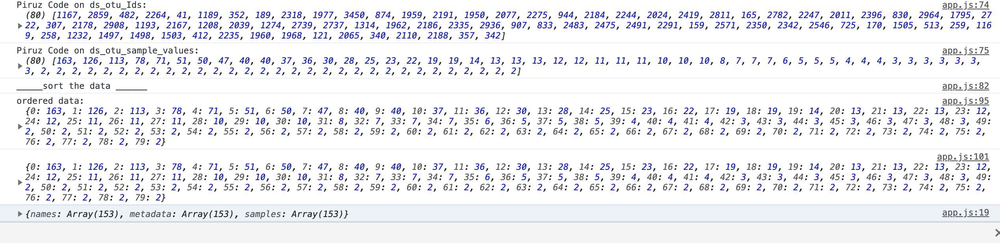 Piruz Code on ds_otu_Ids: app.js:74
(80) [1167, 2859, 482, 2264, 41, 1189, 352, 189, 2318, 1977, 3450, 874, 1959, 2191, 1950, 2077, 2275, 944, 2184, 2244, 2024, 2419, 2811, 165, 2782, 2247, 2011, 2396, 830, 2964, 1795, 27
22, 307, 2178, 2908, 1193, 2167, 1208, 2039, 1274, 2739, 2737, 1314, 1962, 2186, 2335, 2936, 907, 833, 2483, 2475, 2491, 2291, 159, 2571, 2350, 2342, 2546, 725, 170, 1505, 513, 259, 116
9, 258, 1232, 1497, 1498, 1503, 412, 2235, 1960, 1968, 121, 2065, 340, 2110, 2188, 357, 342]
Piruz Code on ds_otu_sample_values: app.js:75
(80) [163, 126, 113, 78, 71, 51, 50, 47, 40, 40, 37, 36, 30, 28, 25, 23, 22, 19, 19, 14, 13, 13, 13, 12, 12, 11, 11, 11, 10, 10, 10, 8, 7, 7, 7, 6, 5, 5, 5, 4, 4, 4, 3, 3, 3, 3, 3, 3,
3, 2, 2, 2, 2, 2, 2, 2, 2, 2, 2, 2, 2, 2, 2, 2, 2, 2, 2, 2, 2, 2, 2, 2, 2, 2, 2, 2, 2, 2, 2, 2]
_____sort the data ______ app.js:82
ordered data: app.js:95
{0: 163, 1: 126, 2: 113, 3: 78, 4: 71, 5: 51, 6: 50, 7: 47, 8: 40, 9: 40, 10: 37, 11: 36, 12: 30, 13: 28, 14: 25, 15: 23, 16: 22, 17: 19, 18: 19, 19: 14, 20: 13, 21: 13, 22: 13, 23: 12,
24: 12, 25: 11, 26: 11, 27: 11, 28: 10, 29: 10, 30: 10, 31: 8, 32: 7, 33: 7, 34: 7, 35: 6, 36: 5, 37: 5, 38: 5, 39: 4, 40: 4, 41: 4, 42: 3, 43: 3, 44: 3, 45: 3, 46: 3, 47: 3, 48: 3, 49:
2, 50: 2, 51: 2, 52: 2, 53: 2, 54: 2, 55: 2, 56: 2, 57: 2, 58: 2, 59: 2, 60: 2, 61: 2, 62: 2, 63: 2, 64: 2, 65: 2, 66: 2, 67: 2, 68: 2, 69: 2, 70: 2, 71: 2, 72: 2, 73: 2, 74: 2, 75: 2,
76: 2, 77: 2, 78: 2, 79: 2}
app.js:101
{0: 163, 1: 126, 2: 113, 3: 78, 4: 71, 5: 51, 6: 50, 7: 47, 8: 40, 9: 40, 10: 37, 11: 36, 12: 30, 13: 28, 14: 25, 15: 23, 16: 22, 17: 19, 18: 19, 19: 14, 20: 13, 21: 13, 22: 13, 23: 12,
24: 12, 25: 11, 26: 11, 27: 11, 28: 10, 29: 10, 30: 10, 31: 8, 32: 7, 33: 7, 34: 7, 35: 6, 36: 5, 37: 5, 38: 5, 39: 4, 40: 4, 41: 4, 42: 3, 43: 3, 44: 3, 45: 3, 46: 3, 47: 3, 48: 3, 49:
2, 50: 2, 51: 2, 52: 2, 53: 2, 54: 2, 55: 2, 56: 2, 57: 2, 58: 2, 59: 2, 60: 2, 61: 2, 62: 2, 63: 2, 64: 2, 65: 2, 66: 2, 67: 2, 68: 2, 69: 2, 70: 2, 71: 2, 72: 2, 73: 2, 74: 2, 75: 2,
76: 2, 77: 2, 78: 2, 79: 2}
{names: Array(153), metadata: Array(153), samples: Array(153)} app.js:19